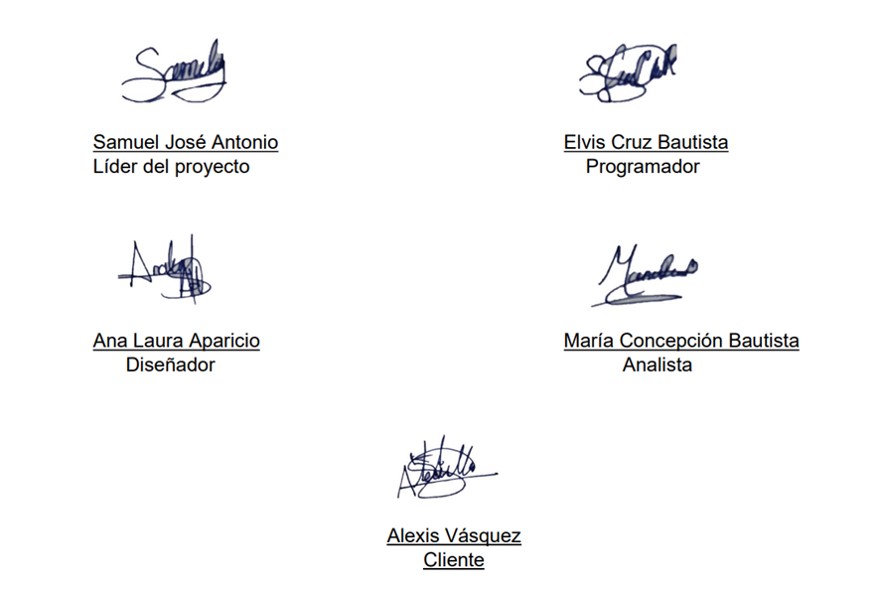 Samuel José Antonio
Líder del proyecto
Elvis Cruz Bautista
Programador
Ana Laura Aparicio
Diseñador
María Concepción Bautista
Analista
Alexis Vásquez
Cliente